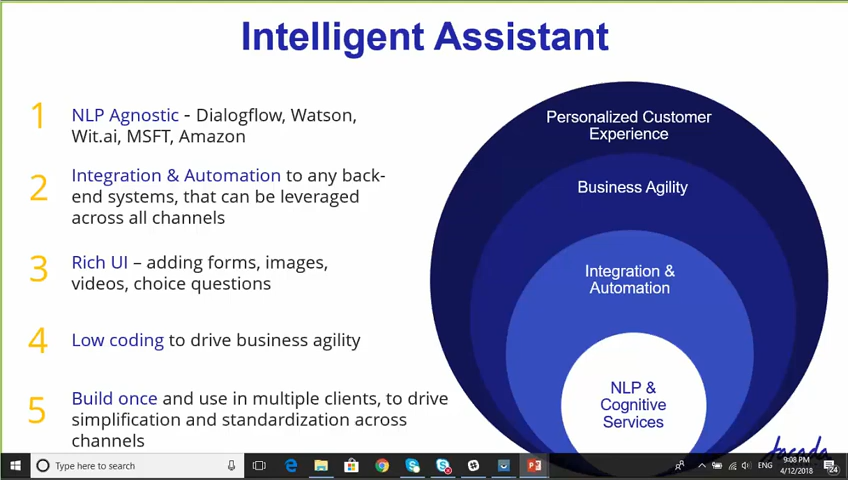 Intelligent Assistant
1
NLP Agnostic - Dialogflow, Watson,
Wit.ai, MSFT, Amazon
2
Integration & Automation to any back-
end systems, that can be leveraged
across all channels
3
Rich UI – adding forms, images,
videos, choice questions
4
Low coding to drive business agility
5
Build once and use in multiple clients, to drive
simplification and standardization across
channels
Personalized Customer
Experience
Business Agility
Integration &
Automation
NLP &
Cognitive
Services
Type here to search
ENG
9:08 PM
4/12/2018
24